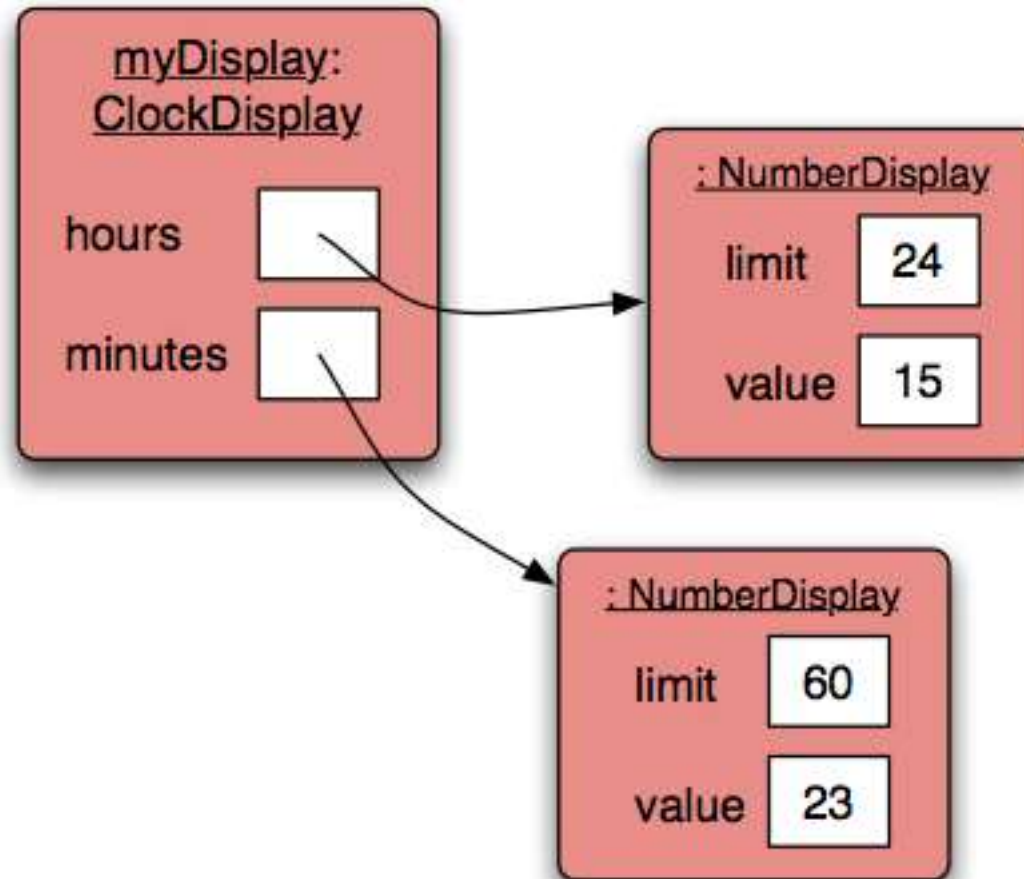 myDisplay:
ClockDisplay
hours
minutes
: NumberDisplay
limit 24
value 15
: NumberDisplay
limit 60
value 23